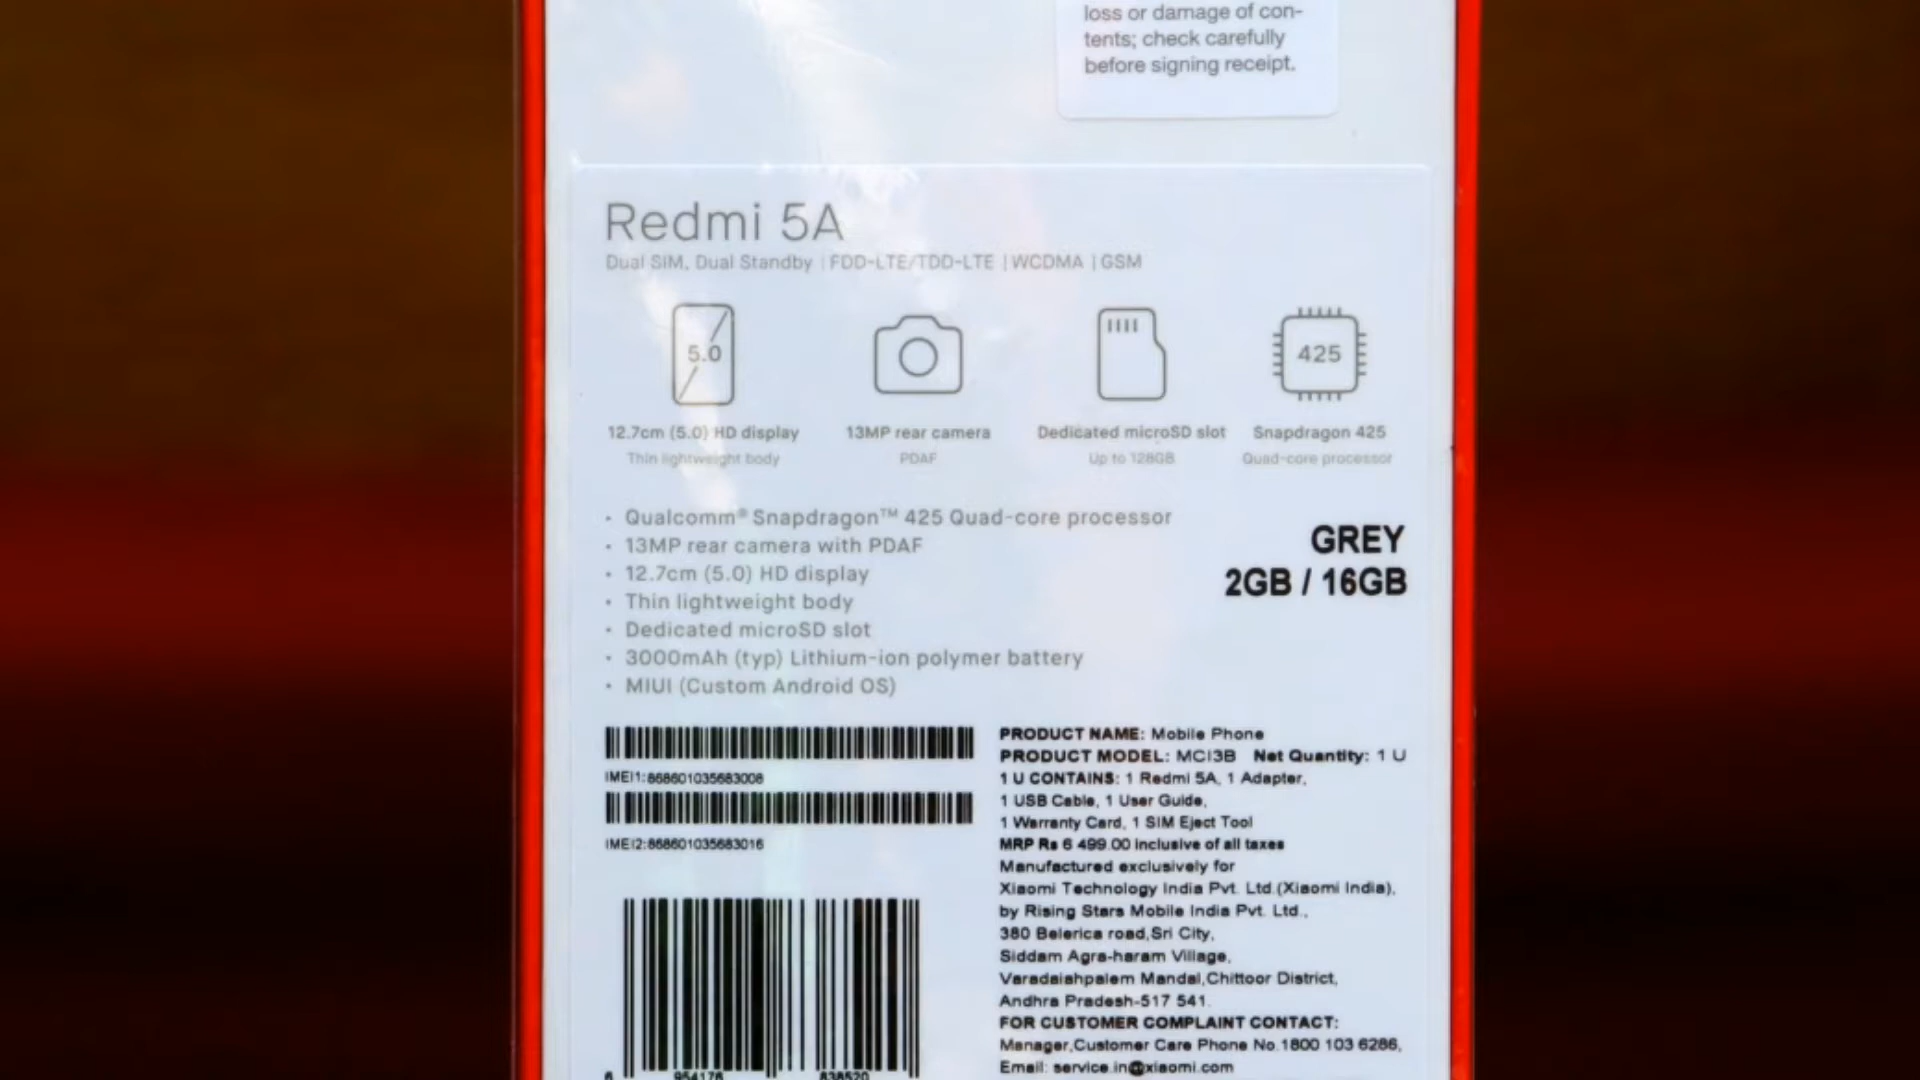 loss or damage of con-
tents; check carefully
before signing receipt.
Redmi 5A
Dual SIM, Dual Standby | FDD-LTE/TDD-LTE | WCDMA | GSM
5.0
425
12.7cm (5.0) HD display
Thin lightweight body
13MP rear camera
PDAF
Dedicated microSD slot
Up to 128GB
Snapdragon 425
Quad-core processor
• Qualcomm® Snapdragon™ 425 Quad-core processor
• 13MP rear camera with PDAF
• 12.7cm (5.0) HD display
• Thin lightweight body
• Dedicated microSD slot
• 3000mAh (typ) Lithium-ion polymer battery
• MIUI (Custom Android OS)
GREY
2GB / 16GB
IMEI1:868601035683008
IMEI2:868601035683016
6 954176 838520
PRODUCT NAME: Mobile Phone
PRODUCT MODEL: MCI3B Net Quantity: 1 U
1 U CONTAINS: 1 Redmi 5A, 1 Adapter,
1 USB Cable, 1 User Guide,
1 Warranty Card, 1 SIM Eject Tool
MRP Rs 6 499.00 inclusive of all taxes
Manufactured exclusively for
Xiaomi Technology India Pvt. Ltd.(Xiaomi India),
by Rising Stars Mobile India Pvt. Ltd.,
380 Belerica road,Sri City,
Siddam Agra-haram Village,
Varadaiahpalem Mandal,Chittoor District,
Andhra Pradesh-517 541.
FOR CUSTOMER COMPLAINT CONTACT:
Manager,Customer Care Phone No.1800 103 6286,
Email: service.in@xiaomi.com